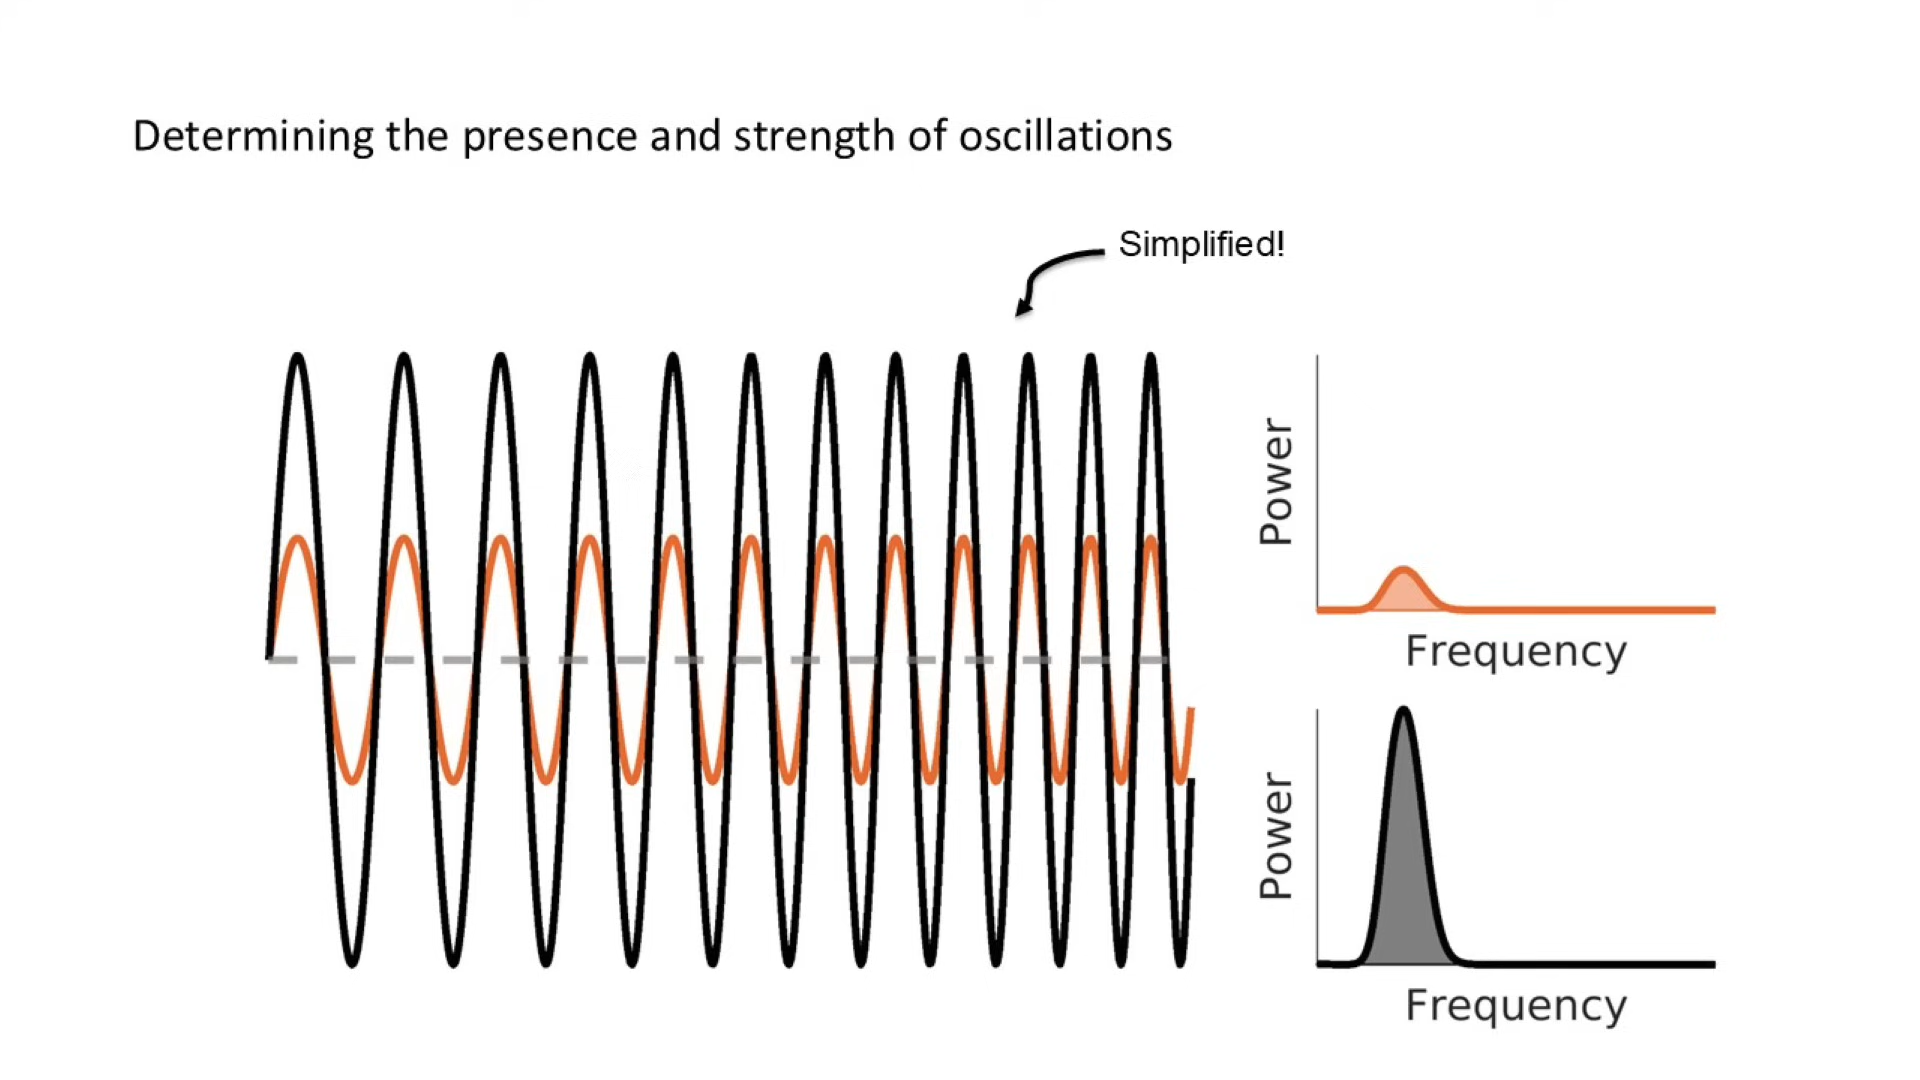 Determining the presence and strength of oscillations
Simplified!
Power
Frequency
Power
Frequency